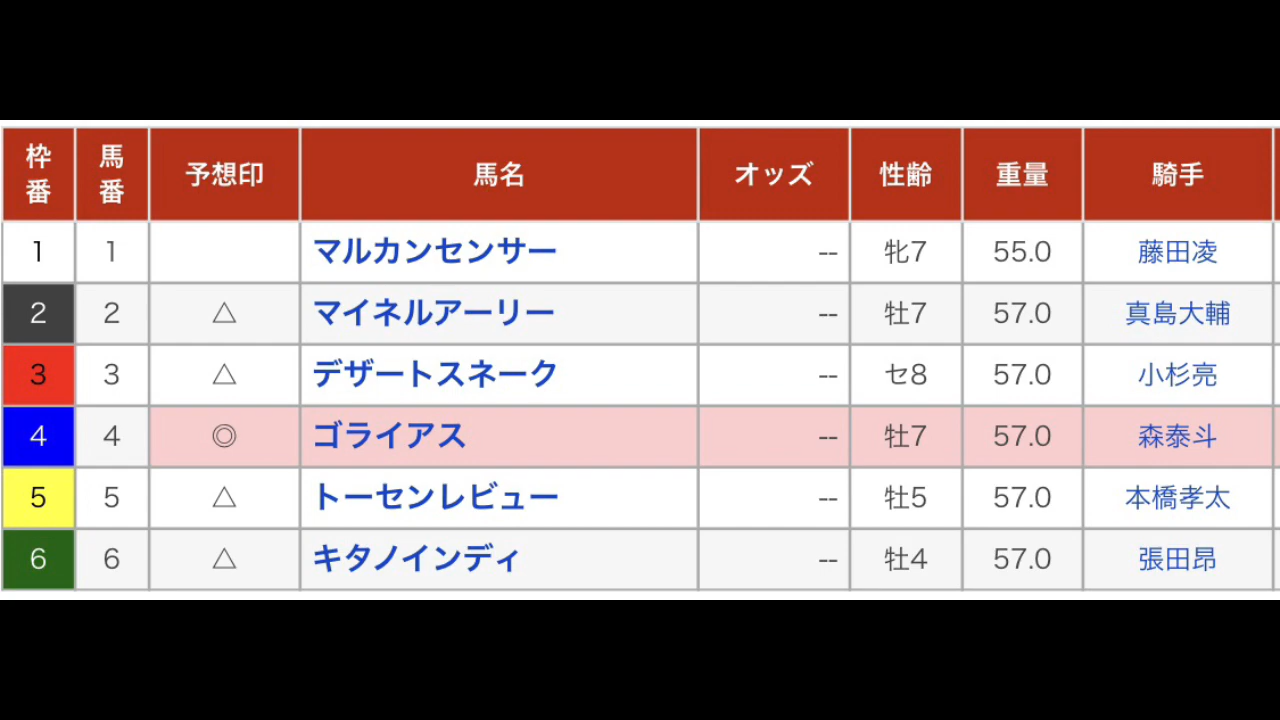 枠番 馬番 予想印 馬名 オッズ 性齢 重量 騎手
1 1 マルカンセンサー -- 牝7 55.0 藤田凌
2 2 △ マイネルアーリー -- 牡7 57.0 真島大輔
3 3 △ デザートスネーク -- セ8 57.0 小杉亮
4 4 ◎ ゴライアス -- 牡7 57.0 森泰斗
5 5 △ トーセンレビュー -- 牡5 57.0 本橋孝太
6 6 △ キタノインディ -- 牡4 57.0 張田昂